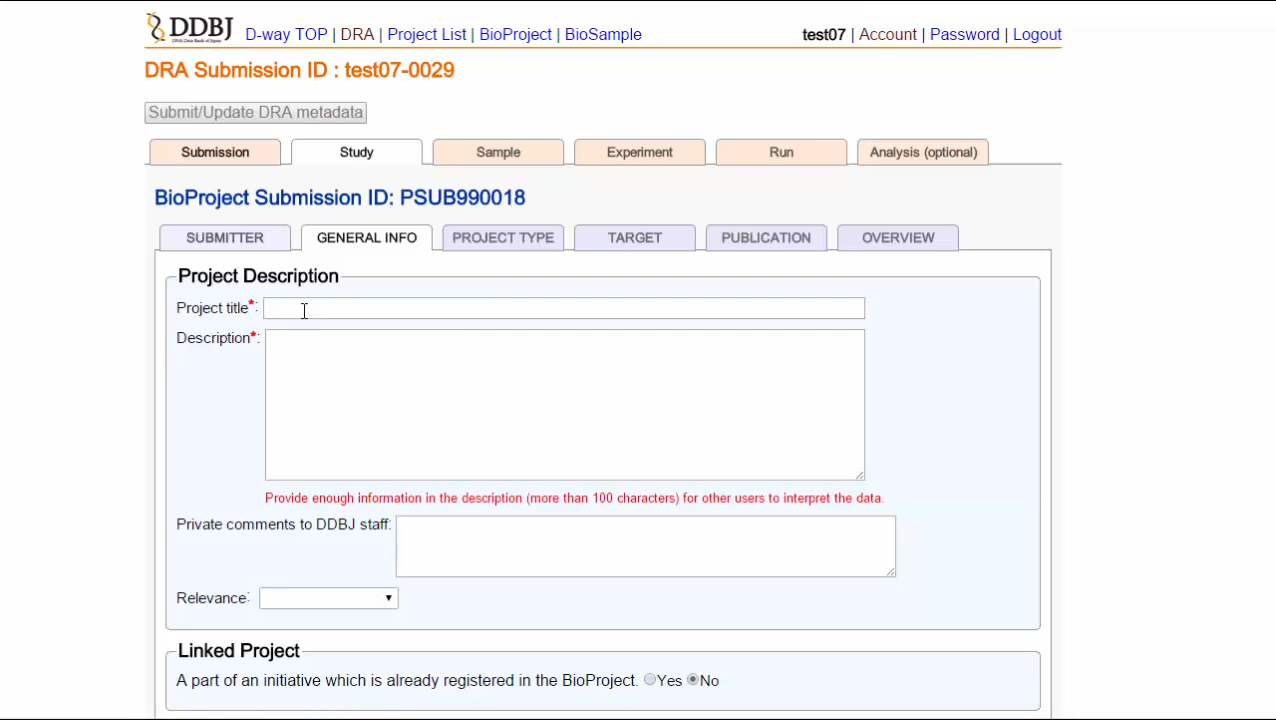 DDBJ D-way TOP | DRA | Project List | BioProject | BioSample test07 | Account | Password | Logout
DRA Submission ID : test07-0029
Submit/Update DRA metadata
Submission Study Sample Experiment Run Analysis (optional)
BioProject Submission ID: PSUB990018
SUBMITTER GENERAL INFO PROJECT TYPE TARGET PUBLICATION OVERVIEW
Project Description
Project title*:
Description*:
Provide enough information in the description (more than 100 characters) for other users to interpret the data.
Private comments to DDBJ staff:
Relevance:
Linked Project
A part of an initiative which is already registered in the BioProject. Yes No